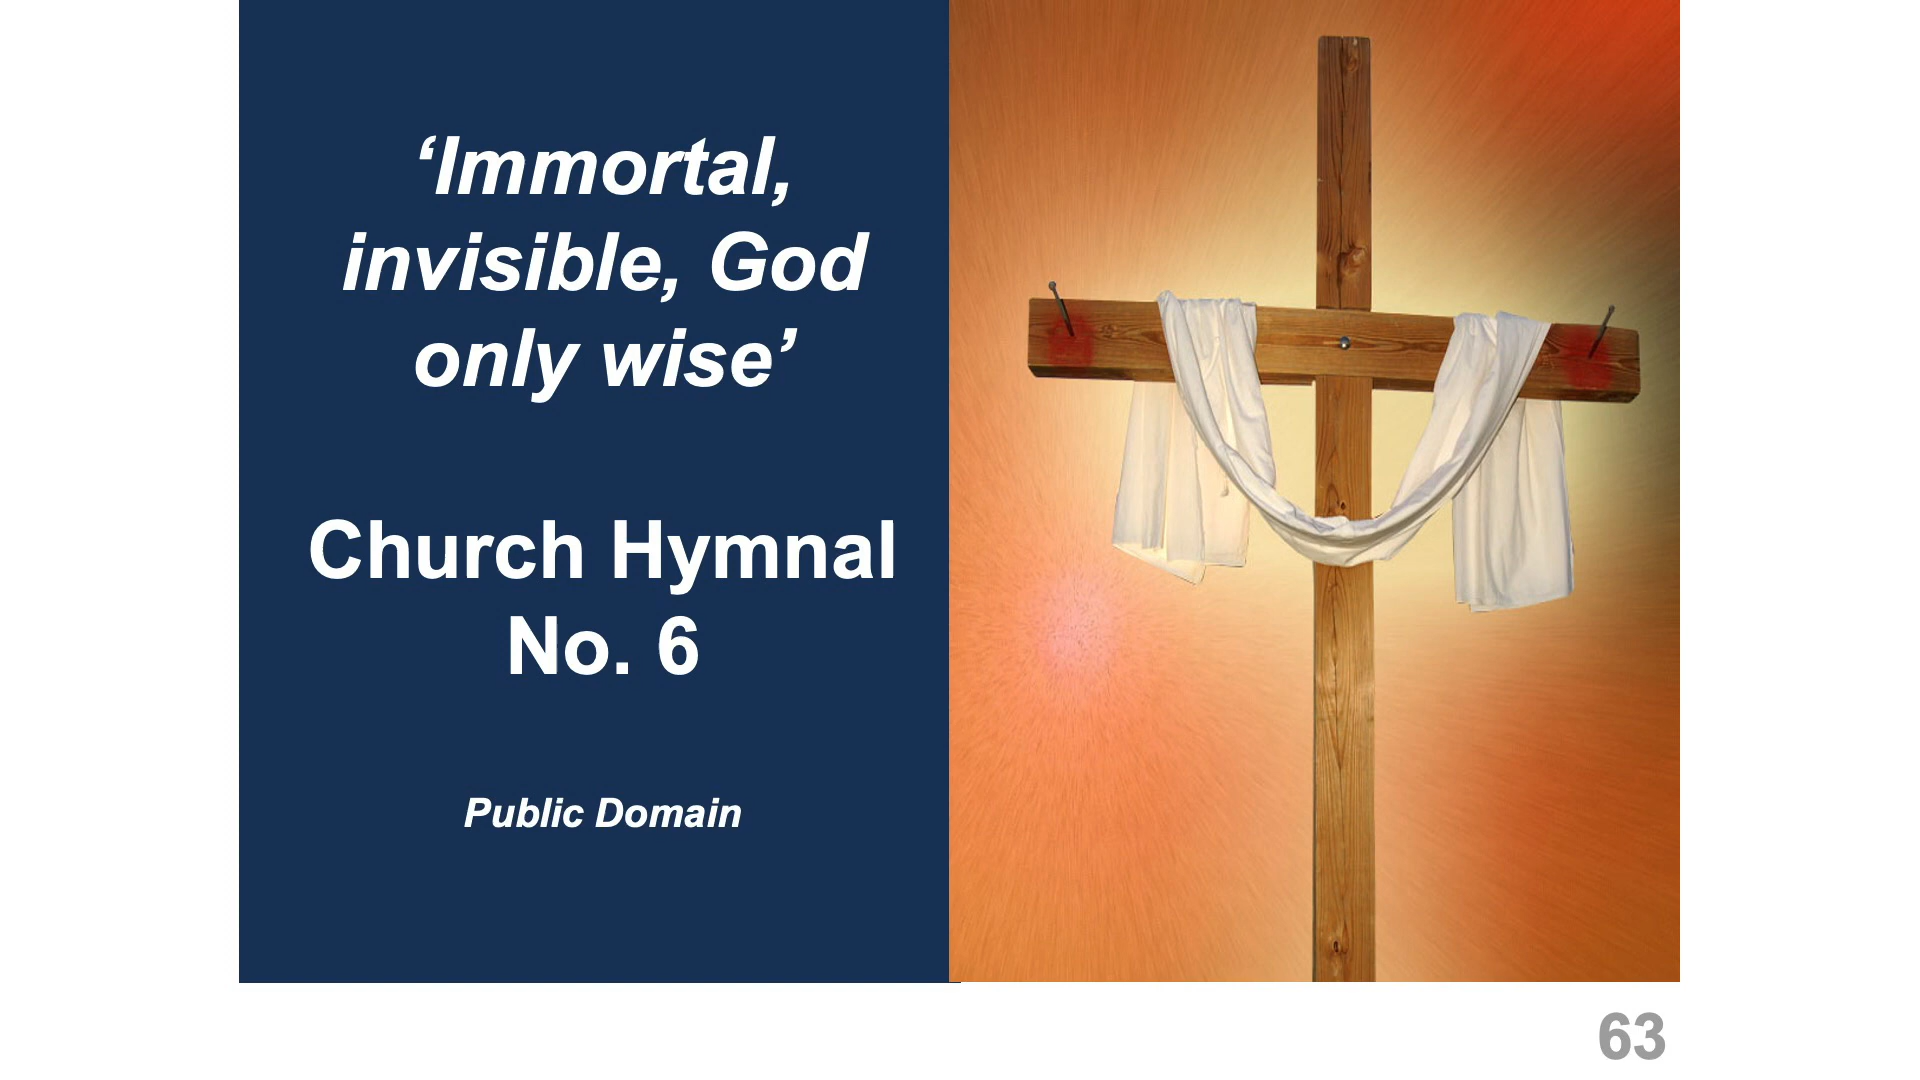 ‘Immortal,
invisible, God
only wise’
Church Hymnal
No. 6
Public Domain
63